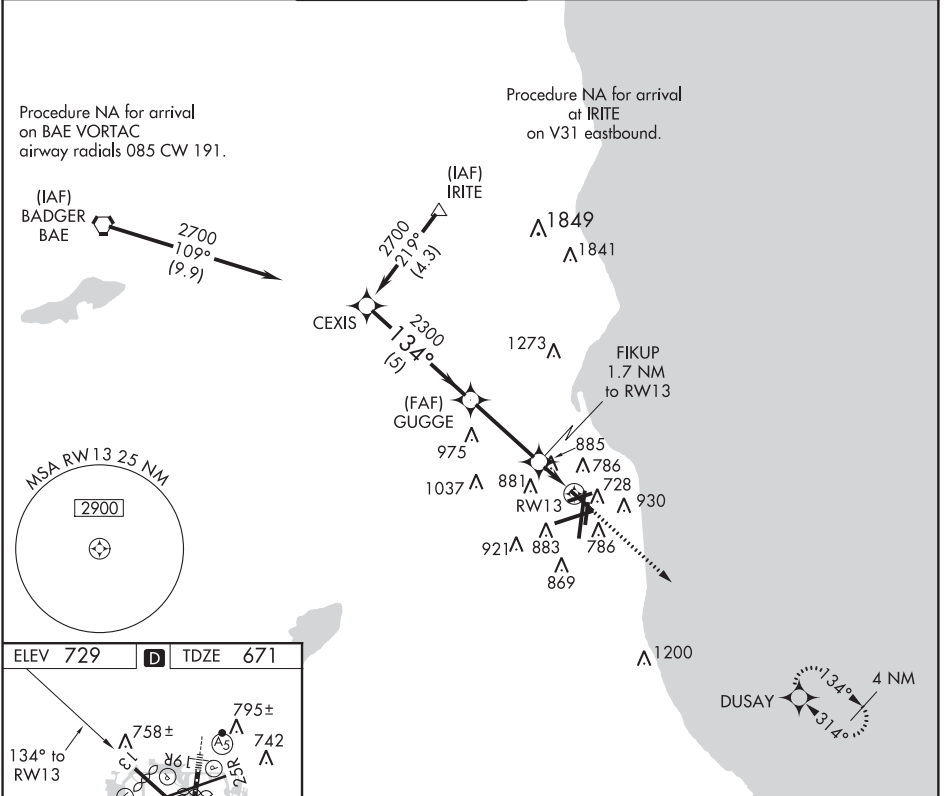 Procedure NA for arrival
on BAE VORTAC
airway radials 085 CW 191.
Procedure NA for arrival
at IRITE
on V31 eastbound.
(IAF)
BADGER
BAE
2700
109°
(9.9)
(IAF)
IRITE
2700
219°
(4.3)
1849
1841
CEXIS
2300
134°
(5)
1273
FIKUP
1.7 NM
to RW13
(FAF)
GUGGE
975
885
786
1037
881
728
RW13
930
921
883
786
869
MSA RW13 25 NM
2900
1200
DUSAY
134°
314°
4 NM
ELEV 729 D TDZE 671
134° to
RW13
758±
795±
A5
742
13
19R
P
P
25R